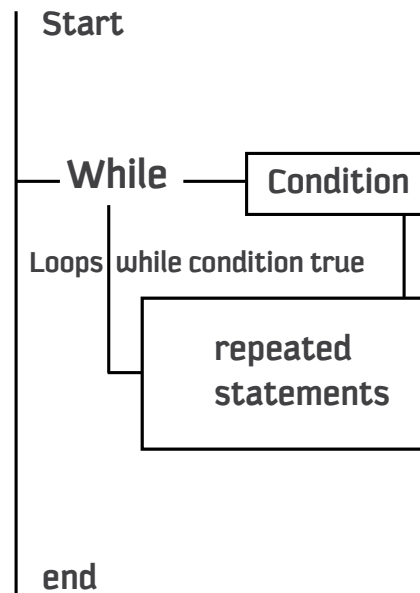 Start
While
Condition
Loops while condition true
repeated
statements
end